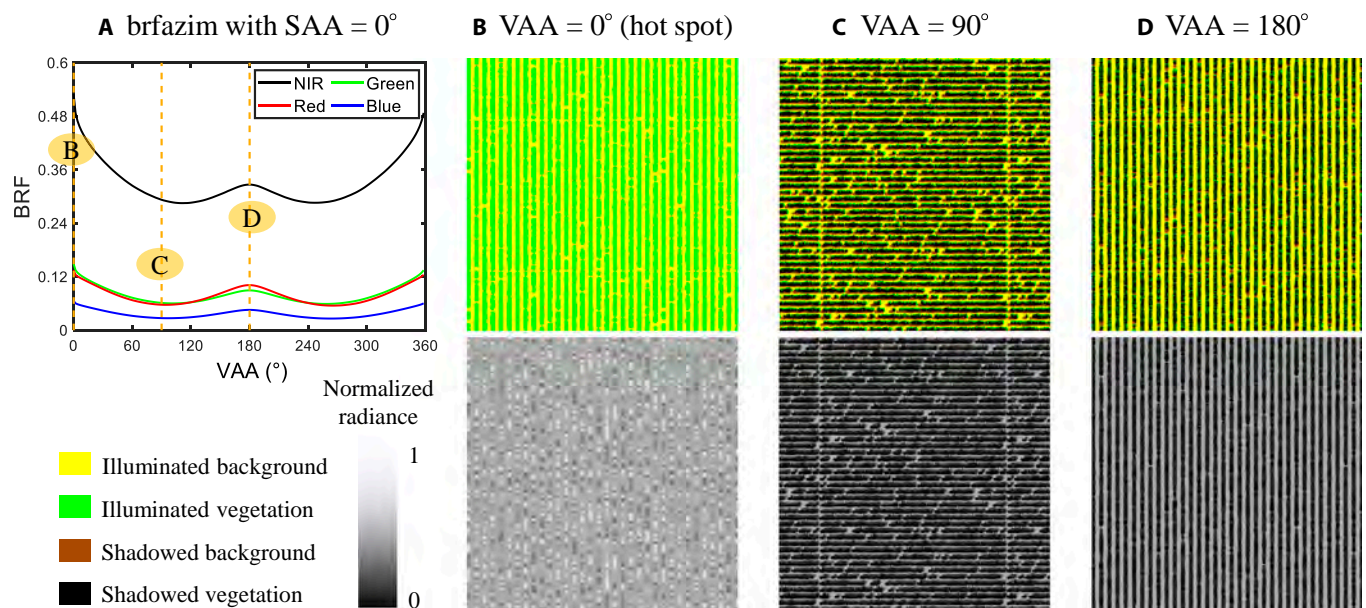 A brfazim with SAA = 0°
B VAA = 0° (hot spot)
C VAA = 90°
D VAA = 180°
0.6
0.48
0.36
0.24
0.12
0
BRF
NIR
Green
Red
Blue
B
C
D
0
60
120
180
240
300
360
VAA (°)
Normalized
radiance
1
0
Illuminated background
Illuminated vegetation
Shadowed background
Shadowed vegetation